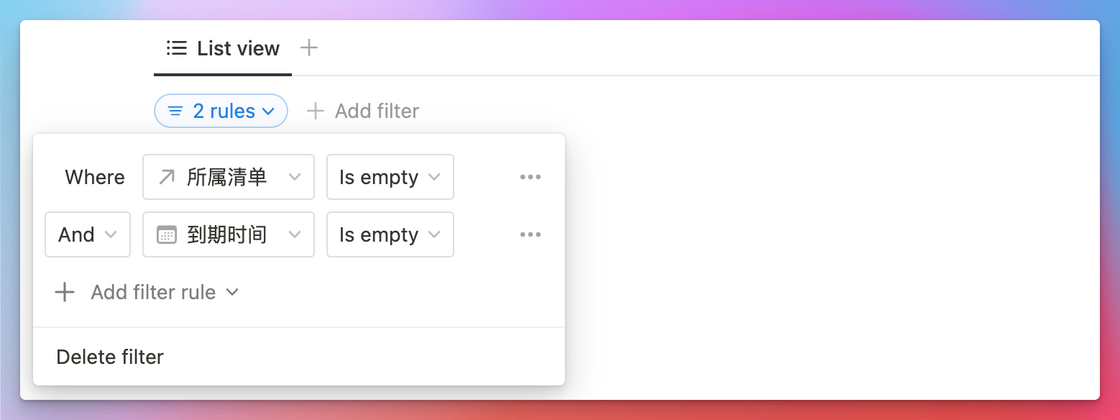 List view
2 rules Add filter
Where 所属清单 Is empty
And 到期时间 Is empty
Add filter rule
Delete filter